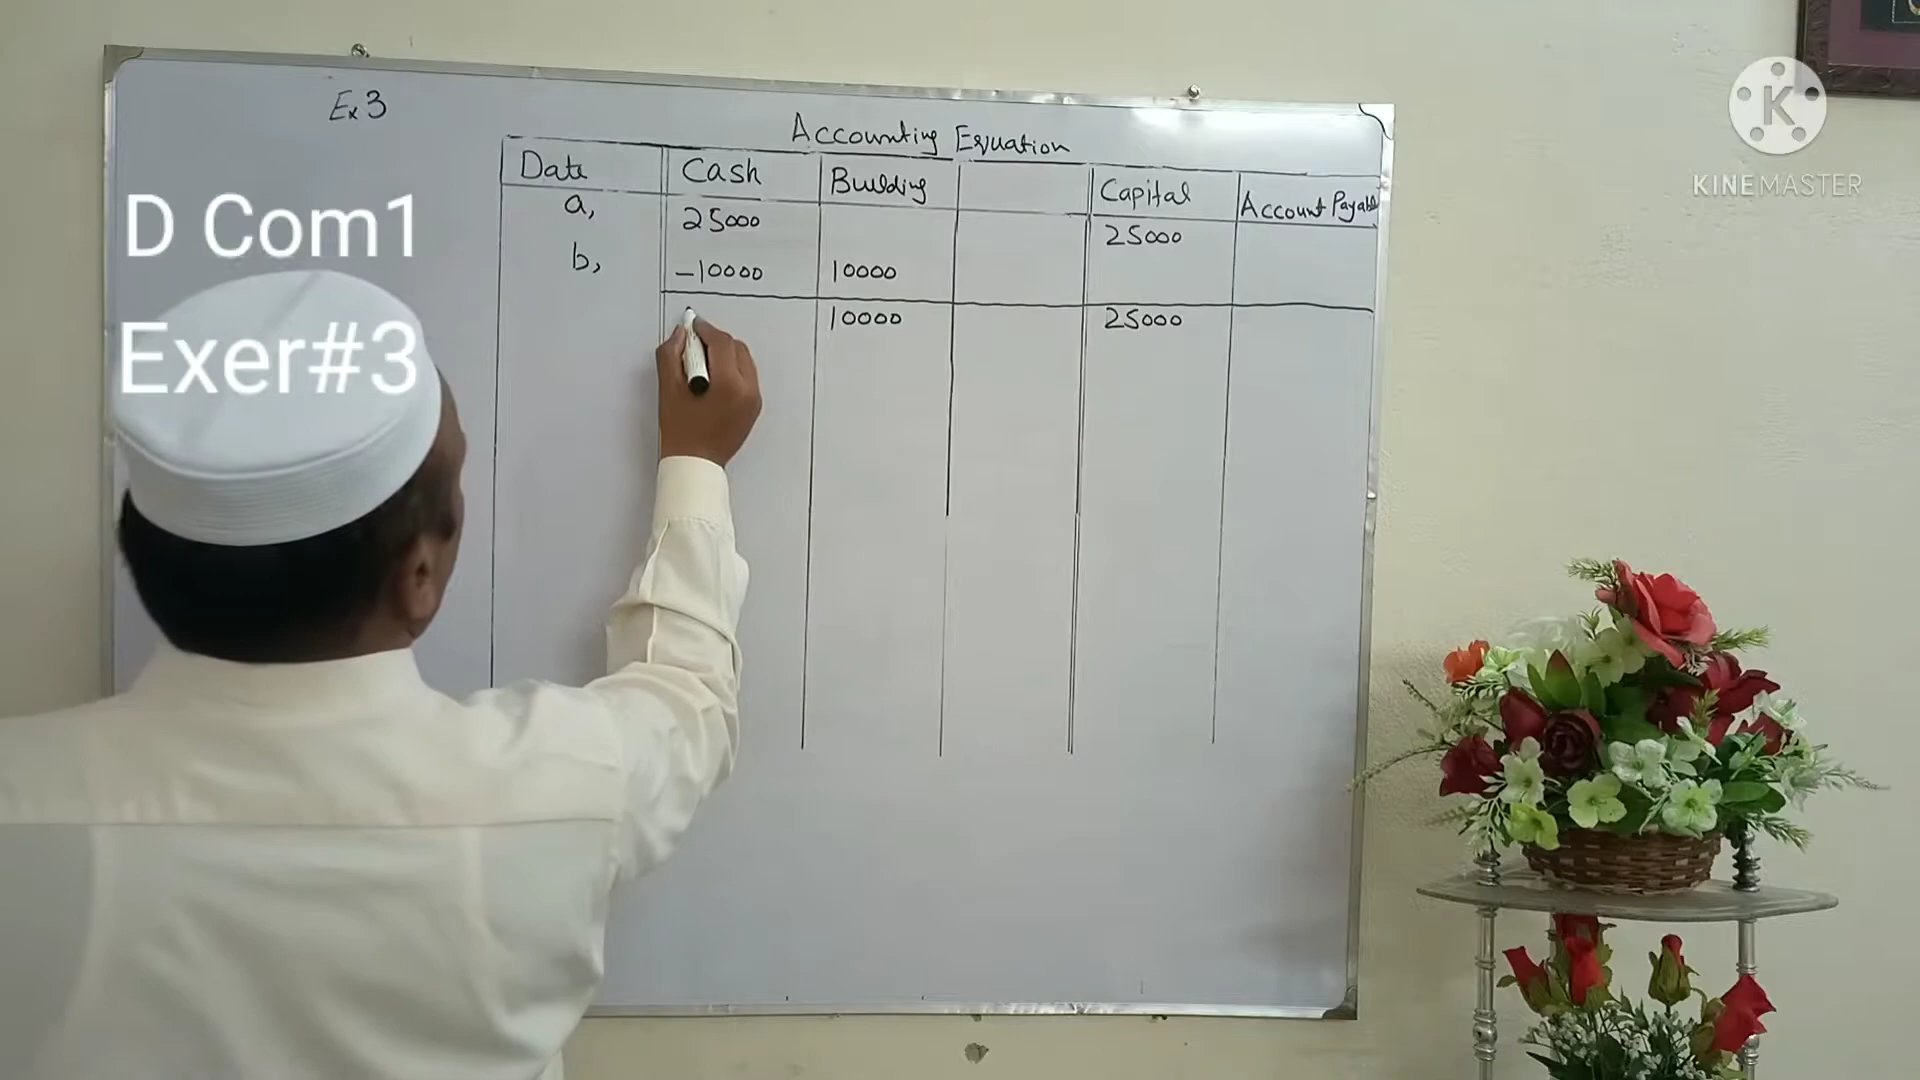 Ex 3
Accounting Equation
Date Cash Building Capital Account Payable
a, 25000 25000
b, -10000 10000
10000 25000
D Com1
Exer#3
K
KINEMASTER